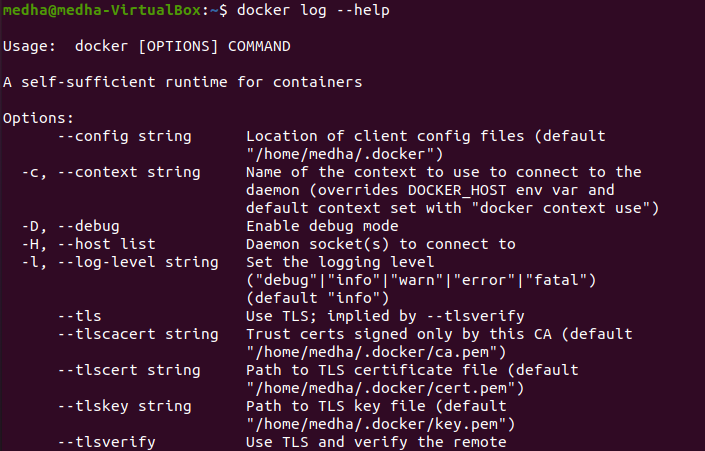 medha@medha-VirtualBox:~$ docker log --help
Usage:  docker [OPTIONS] COMMAND
A self-sufficient runtime for containers
Options:
      --config string      Location of client config files (default
                           "/home/medha/.docker")
  -c, --context string     Name of the context to use to connect to the
                           daemon (overrides DOCKER_HOST env var and
                           default context set with "docker context use")
  -D, --debug              Enable debug mode
  -H, --host list          Daemon socket(s) to connect to
  -l, --log-level string   Set the logging level
                           ("debug"|"info"|"warn"|"error"|"fatal")
                           (default "info")
      --tls                Use TLS; implied by --tlsverify
      --tlscacert string   Trust certs signed only by this CA (default
                           "/home/medha/.docker/ca.pem")
      --tlscert string     Path to TLS certificate file (default
                           "/home/medha/.docker/cert.pem")
      --tlskey string      Path to TLS key file (default
                           "/home/medha/.docker/key.pem")
      --tlsverify          Use TLS and verify the remote